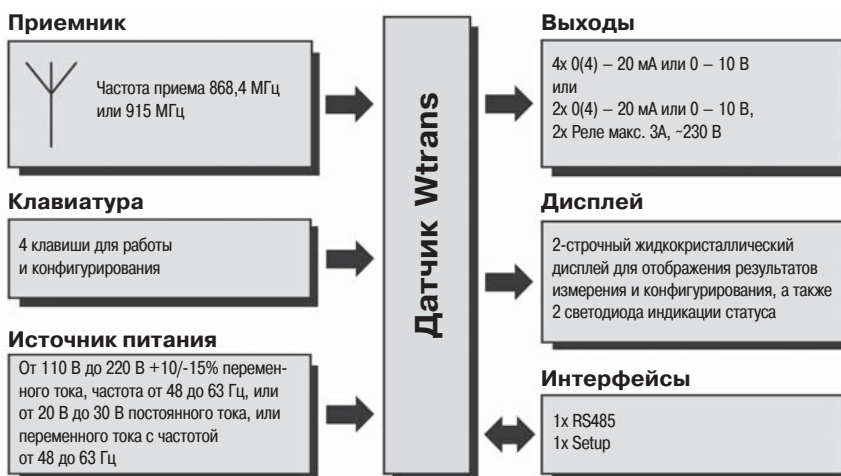 Приемник
Частота приема 868,4 МГц
или 915 МГц
Клавиатура
4 клавиши для работы
и конфигурирования
Источник питания
От 110 В до 220 В +10/-15% перемен-
ного тока, частота от 48 до 63 Гц, или
от 20 В до 30 В постоянного тока, или
переменного тока с частотой
от 48 до 63 Гц
Датчик Wtrans
Выходы
4x 0(4) – 20 мА или 0 – 10 В
или
2x 0(4) – 20 мА или 0 – 10 В,
2x Реле макс. 3А, ~230 В
Дисплей
2-строчный жидкокристаллический
дисплей для отображения результатов
измерения и конфигурирования, а также
2 светодиода индикации статуса
Интерфейсы
1x RS485
1x Setup